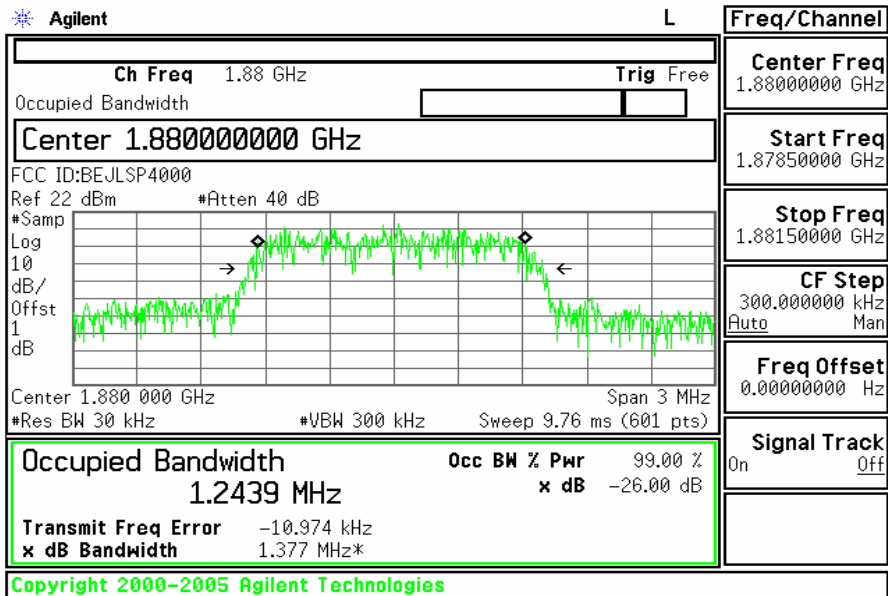 Agilent L Freq/Channel
Ch Freq 1.88 GHz Trig Free
Occupied Bandwidth
Center 1.880000000 GHz
FCC ID:BEJLSP4000
Ref 22 dBm #Atten 40 dB
#Samp
Log
10
dB/
Offst
1
dB
Center 1.880 000 GHz Span 3 MHz
#Res BW 30 kHz #VBW 300 kHz Sweep 9.76 ms (601 pts)
Occupied Bandwidth
1.2439 MHz
Occ BW % Pwr 99.00 %
x dB -26.00 dB
Transmit Freq Error -10.974 kHz
x dB Bandwidth 1.377 MHz*
Copyright 2000-2005 Agilent Technologies
Center Freq
1.88000000 GHz
Start Freq
1.87850000 GHz
Stop Freq
1.88150000 GHz
CF Step
300.000000 kHz
Auto Man
Freq Offset
0.00000000 Hz
Signal Track
On Off